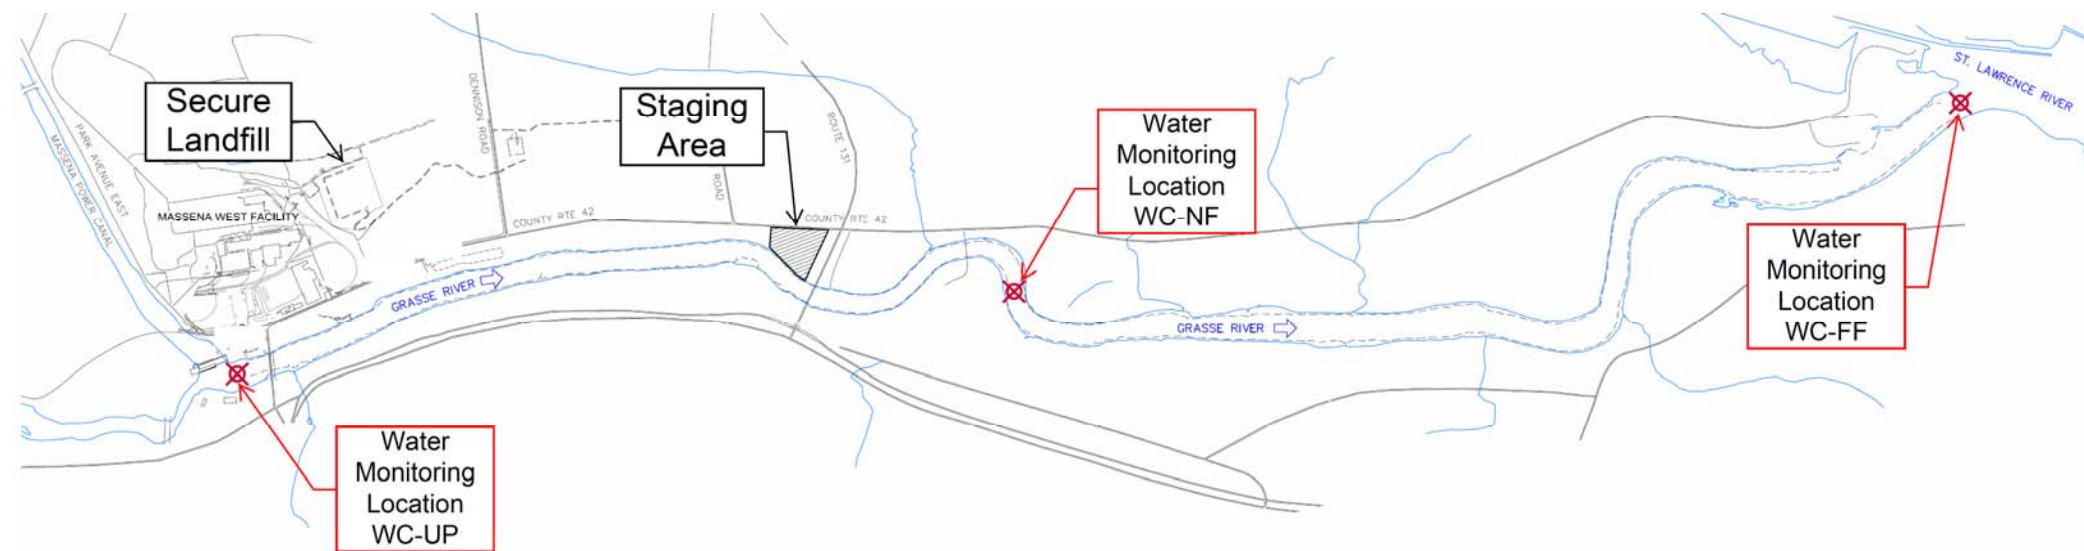 Secure
Landfill
Staging
Area
Water
Monitoring
Location
WC-NF
Water
Monitoring
Location
WC-FF
Water
Monitoring
Location
WC-UP
ST. LAWRENCE RIVER
DENNISON ROAD
ROUTE 131
ROAD
PARK AVENUE EAST
MASSENA POWER CANAL
MASSENA WEST FACILITY
COUNTY RTE 42
COUNTY RTE 42
GRASSE RIVER
GRASSE RIVER